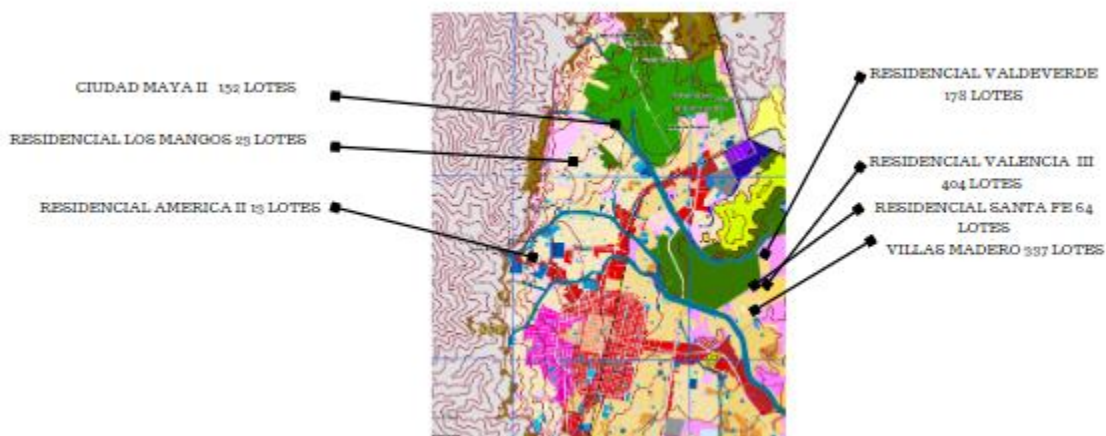 CIUDAD MAYA II 152 LOTES
RESIDENCIAL LOS MANGOS 23 LOTES
RESIDENCIAL AMERICA II 13 LOTES
RESIDENCIAL VALDEVERDE
178 LOTES
RESIDENCIAL VALENCIA III
404 LOTES
RESIDENCIAL SANTA FE 64
LOTES
VILLAS MADERO 337 LOTES